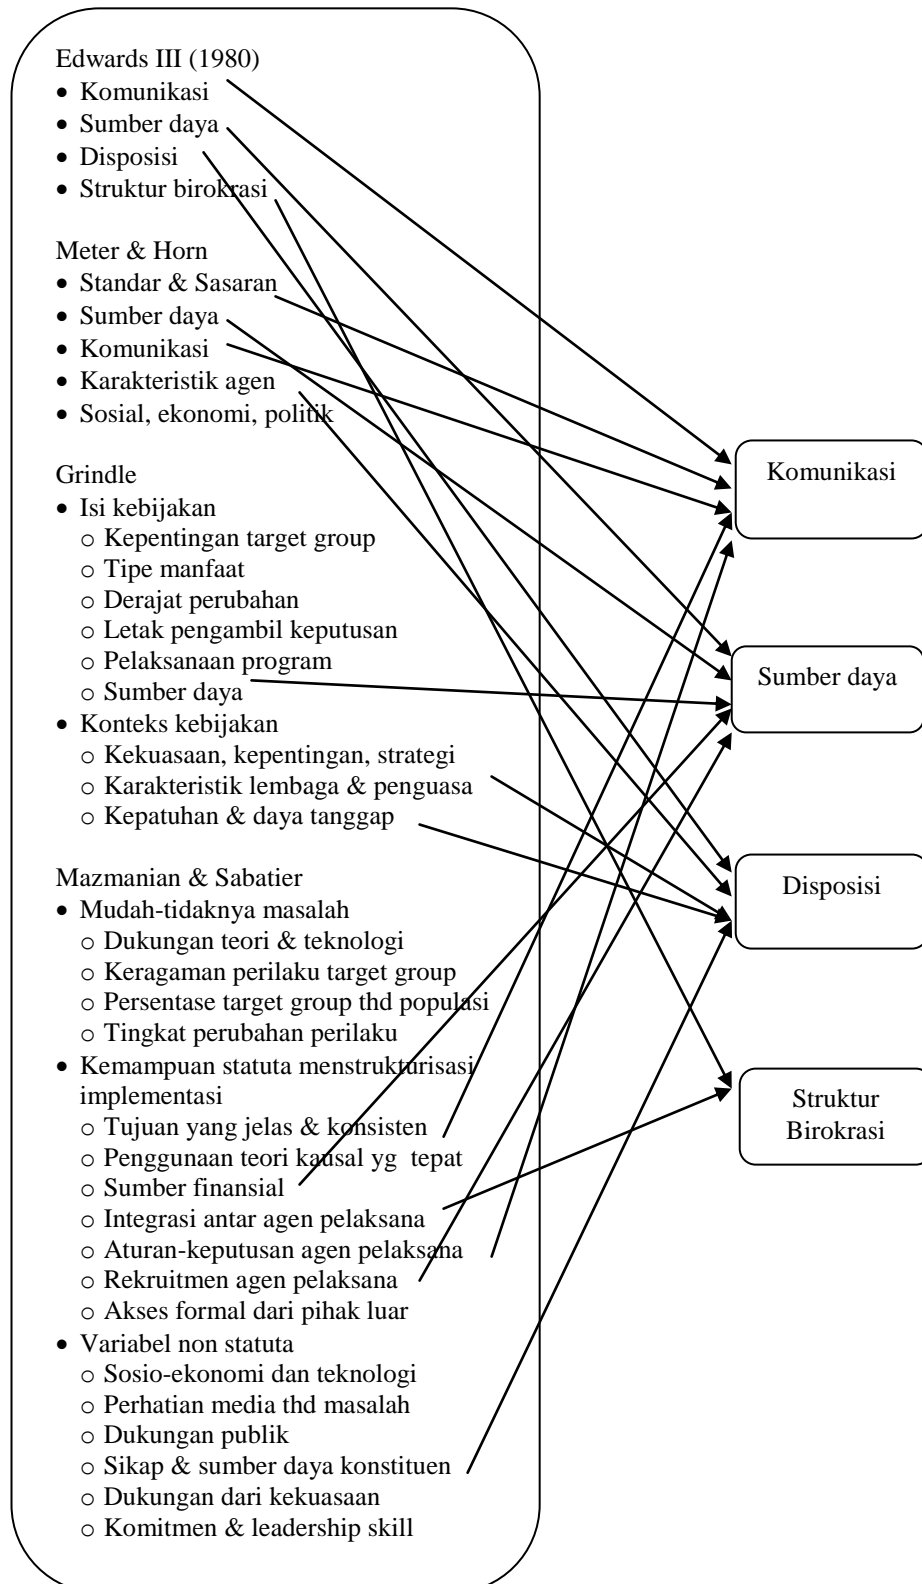 Edwards III (1980)
• Komunikasi
• Sumber daya
• Disposisi
• Struktur birokrasi
Meter & Horn
• Standar & Sasaran
• Sumber daya
• Komunikasi
• Karakteristik agen
• Sosial, ekonomi, politik
Grindle
• Isi kebijakan
o Kepentingan target group
o Tipe manfaat
o Derajat perubahan
o Letak pengambil keputusan
o Pelaksanaan program
o Sumber daya
• Konteks kebijakan
o Kekuasaan, kepentingan, strategi
o Karakteristik lembaga & penguasa
o Kepatuhan & daya tanggap
Mazmanian & Sabatier
• Mudah-tidaknya masalah
o Dukungan teori & teknologi
o Keragaman perilaku target group
o Persentase target group thd populasi
o Tingkat perubahan perilaku
• Kemampuan statuta menstrukturisasi
implementasi
o Tujuan yang jelas & konsisten
o Penggunaan teori kausal yg tepat
o Sumber finansial
o Integrasi antar agen pelaksana
o Aturan-keputusan agen pelaksana
o Rekruitmen agen pelaksana
o Akses formal dari pihak luar
• Variabel non statuta
o Sosio-ekonomi dan teknologi
o Perhatian media thd masalah
o Dukungan publik
o Sikap & sumber daya konstituen
o Dukungan dari kekuasaan
o Komitmen & leadership skill
Komunikasi
Sumber daya
Disposisi
Struktur
Birokrasi